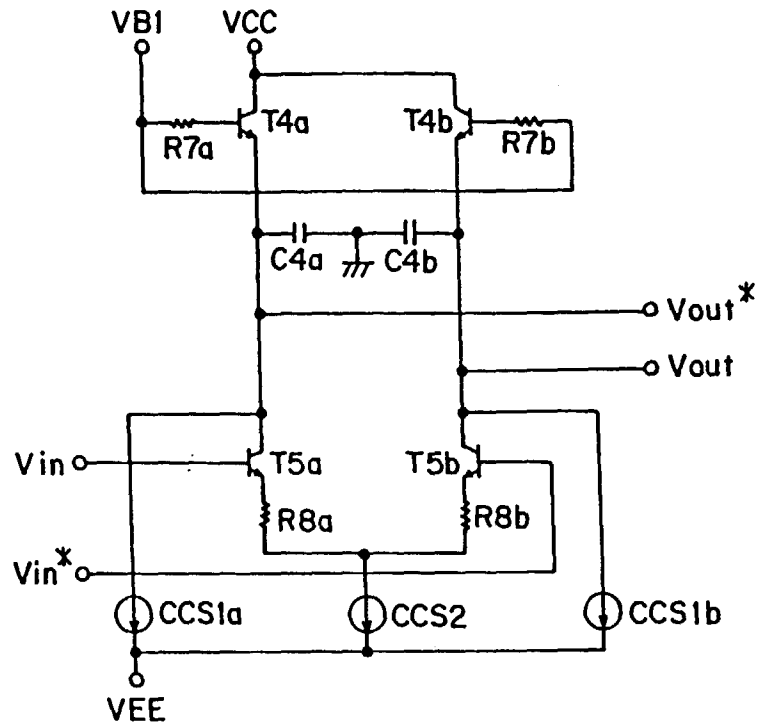 VB1
VCC
T4a
T4b
R7a
R7b
C4a
C4b
Vout*
Vout
Vin
T5a
T5b
R8a
R8b
Vin*
CCS1a
CCS2
CCS1b
VEE